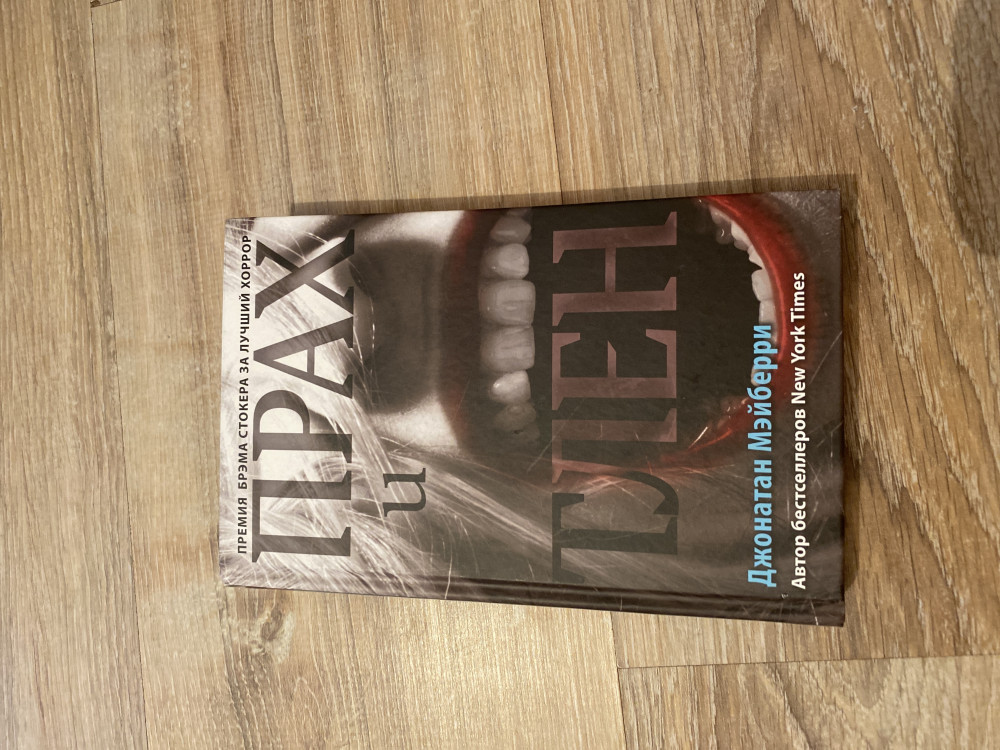 ПРЕМИЯ БРЭМА СТОКЕРА ЗА ЛУЧШИЙ ХОРРОР
ПРАХ
и
ТЛЕН
Джонатан Мэйберри
Автор бестселлеров New York Times